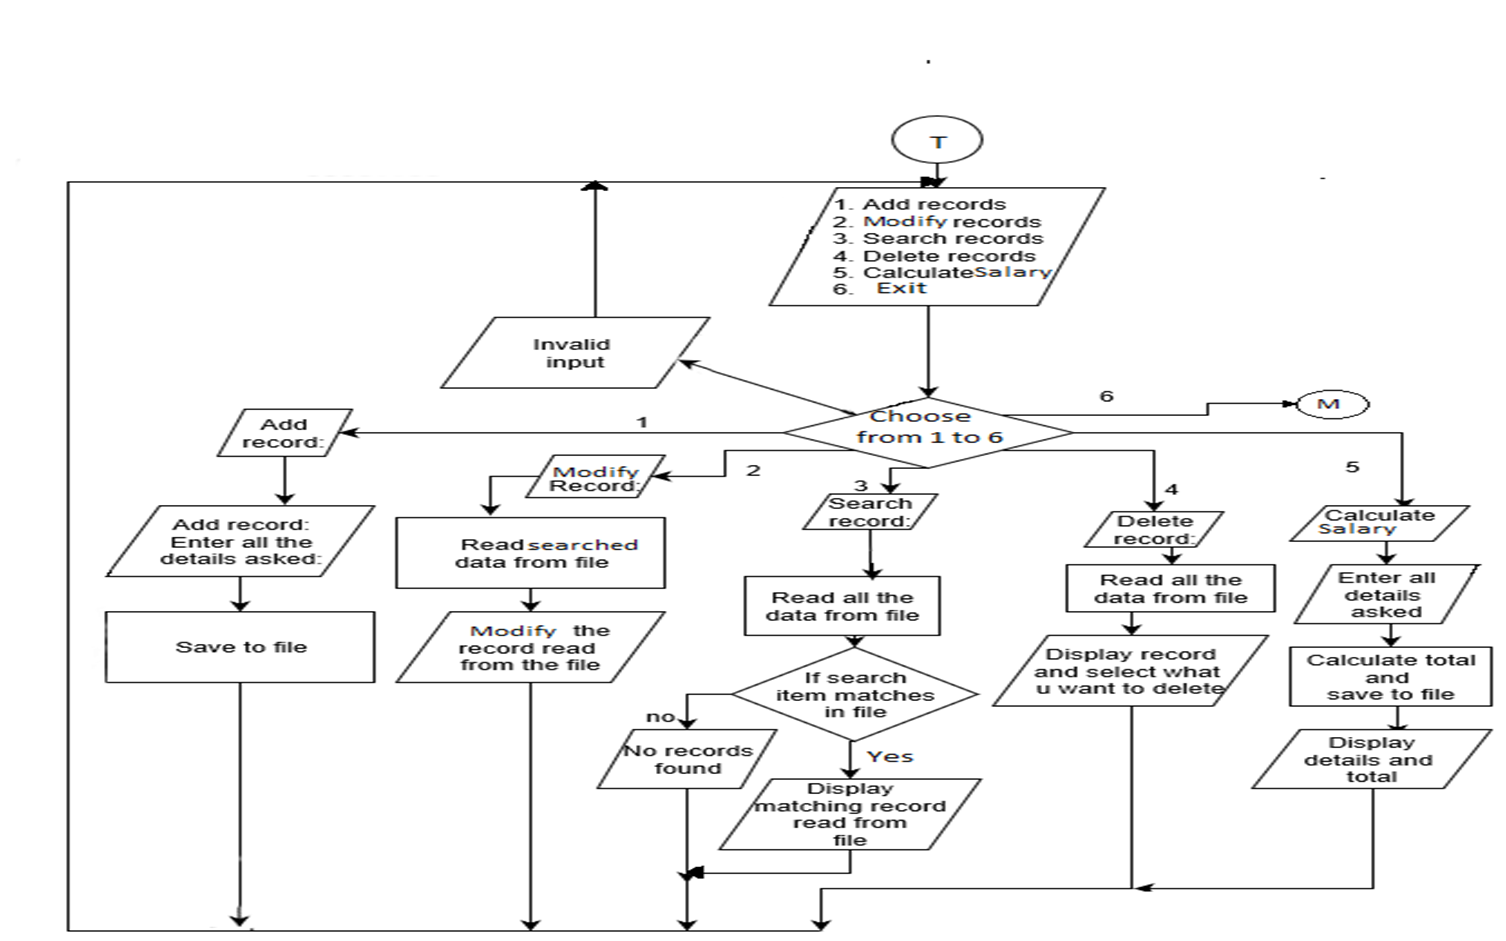 T
1. Add records
2. Modify records
3. Search records
4. Delete records
5. CalculateSalary
6. Exit
Invalid
input
6
M
Choose
from 1 to 6
1
Add
record:
2
Modify
Record:
3
Search
record:
4
Delete
record:
5
Calculate
Salary
Add record:
Enter all the
details asked:
Read searched
data from file
Read all the
data from file
Read all the
data from file
Enter all
details
asked
Save to file
Modify the
record read
from the file
If search
item matches
in file
Display record
and select what
u want to delete
Calculate total
and
save to file
no
No records
found
Yes
Display
matching record
read from
file
Display
details and
total